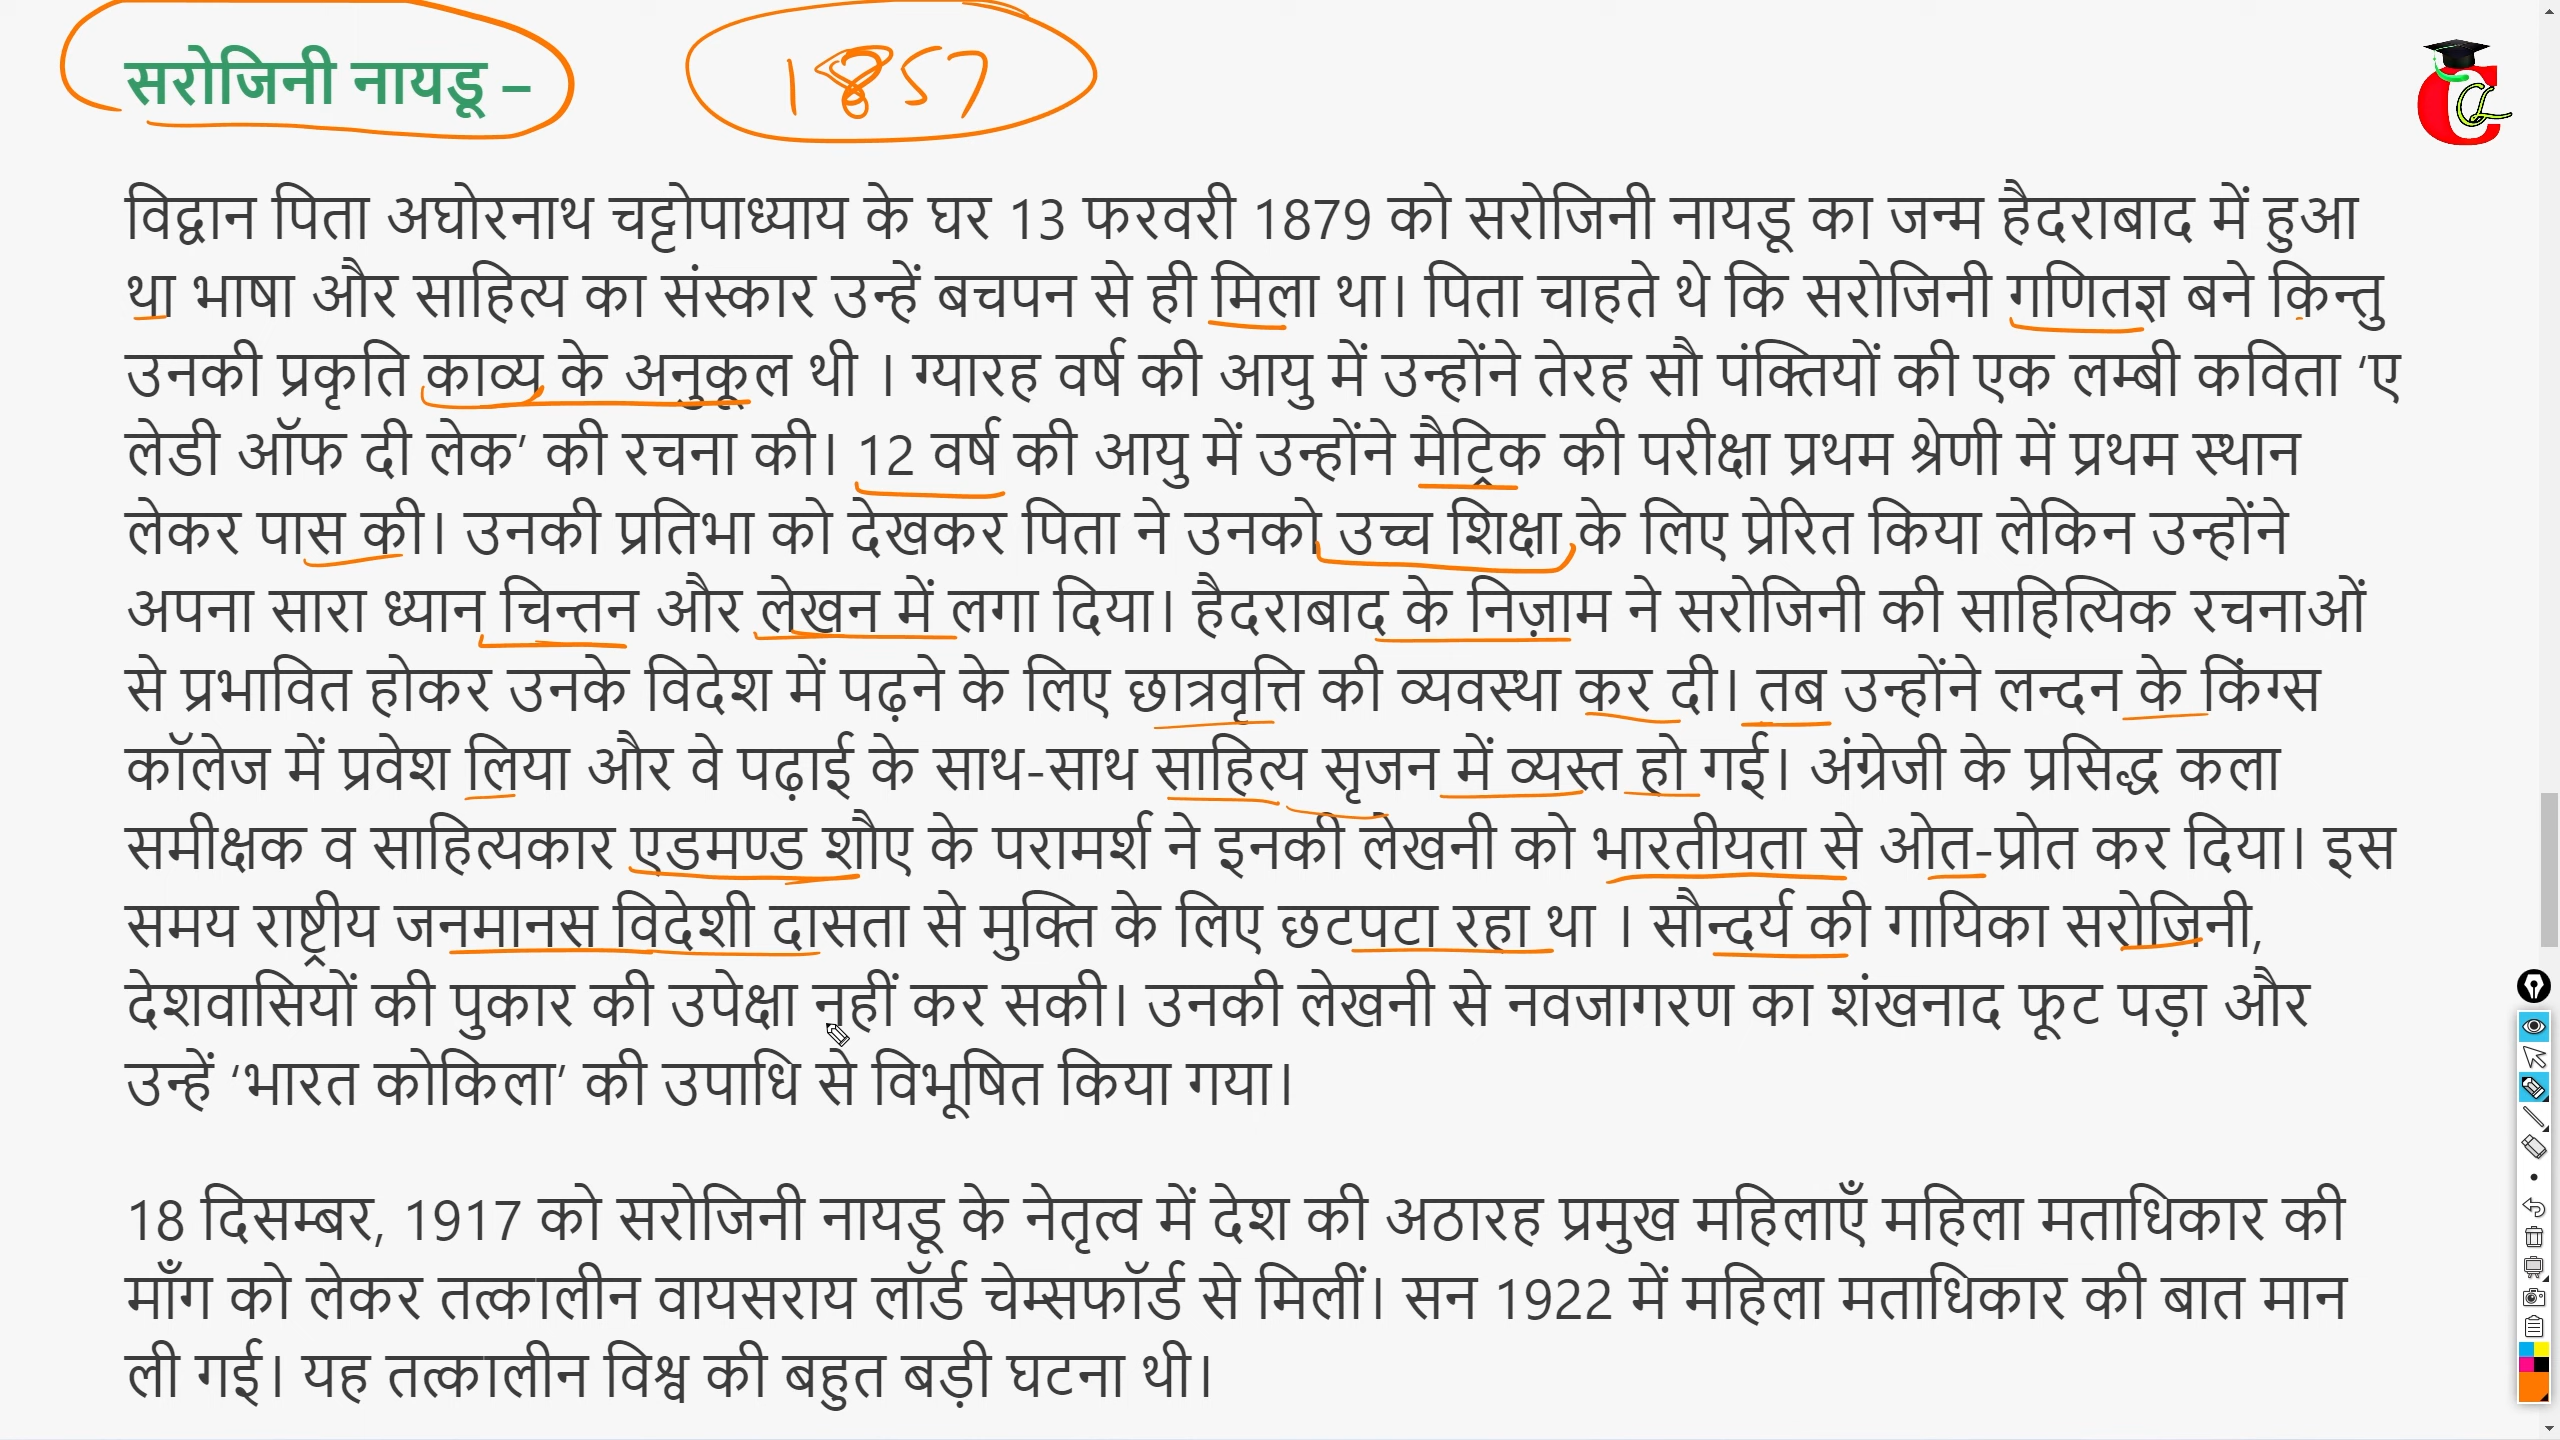 सरोजिनी नायडू –
1857
विद्वान पिता अघोरनाथ चट्टोपाध्याय के घर 13 फरवरी 1879 को सरोजिनी नायडू का जन्म हैदराबाद में हुआ
था भाषा और साहित्य का संस्कार उन्हें बचपन से ही मिला था। पिता चाहते थे कि सरोजिनी गणितज्ञ बने किन्तु
उनकी प्रकृति काव्य के अनुकूल थी । ग्यारह वर्ष की आयु में उन्होंने तेरह सौ पंक्तियों की एक लम्बी कविता ‘ए
लेडी ऑफ दी लेक’ की रचना की। 12 वर्ष की आयु में उन्होंने मैट्रिक की परीक्षा प्रथम श्रेणी में प्रथम स्थान
लेकर पास की। उनकी प्रतिभा को देखकर पिता ने उनको उच्च शिक्षा के लिए प्रेरित किया लेकिन उन्होंने
अपना सारा ध्यान चिन्तन और लेखन में लगा दिया। हैदराबाद के निज़ाम ने सरोजिनी की साहित्यिक रचनाओं
से प्रभावित होकर उनके विदेश में पढ़ने के लिए छात्रवृत्ति की व्यवस्था कर दी। तब उन्होंने लन्दन के किंग्स
कॉलेज में प्रवेश लिया और वे पढ़ाई के साथ-साथ साहित्य सृजन में व्यस्त हो गई। अंग्रेजी के प्रसिद्ध कला
समीक्षक व साहित्यकार एडमण्ड शौए के परामर्श ने इनकी लेखनी को भारतीयता से ओत-प्रोत कर दिया। इस
समय राष्ट्रीय जनमानस विदेशी दासता से मुक्ति के लिए छटपटा रहा था । सौन्दर्य की गायिका सरोजिनी,
देशवासियों की पुकार की उपेक्षा नहीं कर सकी। उनकी लेखनी से नवजागरण का शंखनाद फूट पड़ा और
उन्हें ‘भारत कोकिला’ की उपाधि से विभूषित किया गया।
18 दिसम्बर, 1917 को सरोजिनी नायडू के नेतृत्व में देश की अठारह प्रमुख महिलाएँ महिला मताधिकार की
माँग को लेकर तत्कालीन वायसराय लॉर्ड चेम्सफॉर्ड से मिलीं। सन 1922 में महिला मताधिकार की बात मान
ली गई। यह तत्कालीन विश्व की बहुत बड़ी घटना थी।